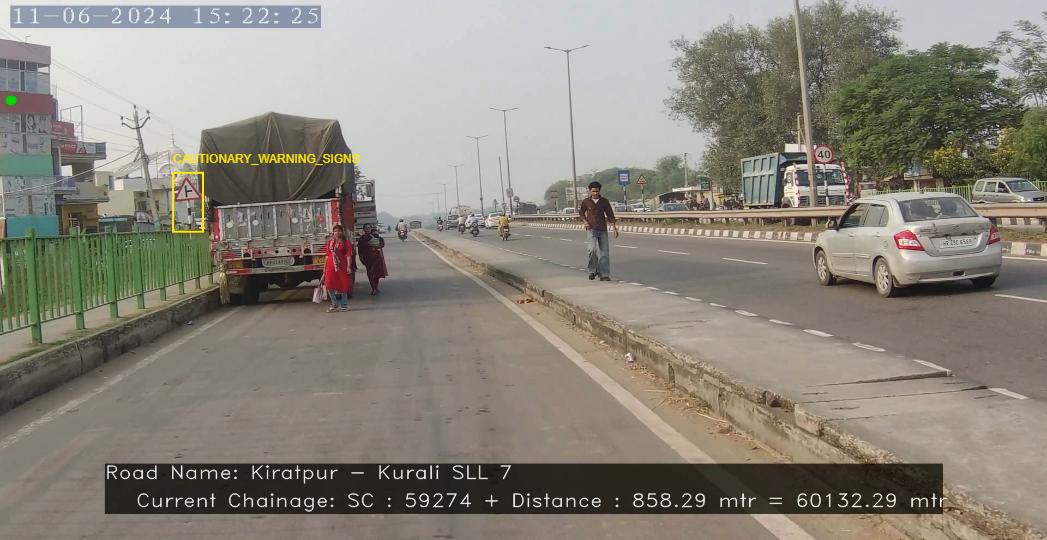 11-06-2024 15:22:25
CAUTIONARY_WARNING_SIGNS
40
Road Name: Kiratpur - Kurali SLL 7
Current Chainage: SC : 59274 + Distance : 858.29 mtr = 60132.29 mtr